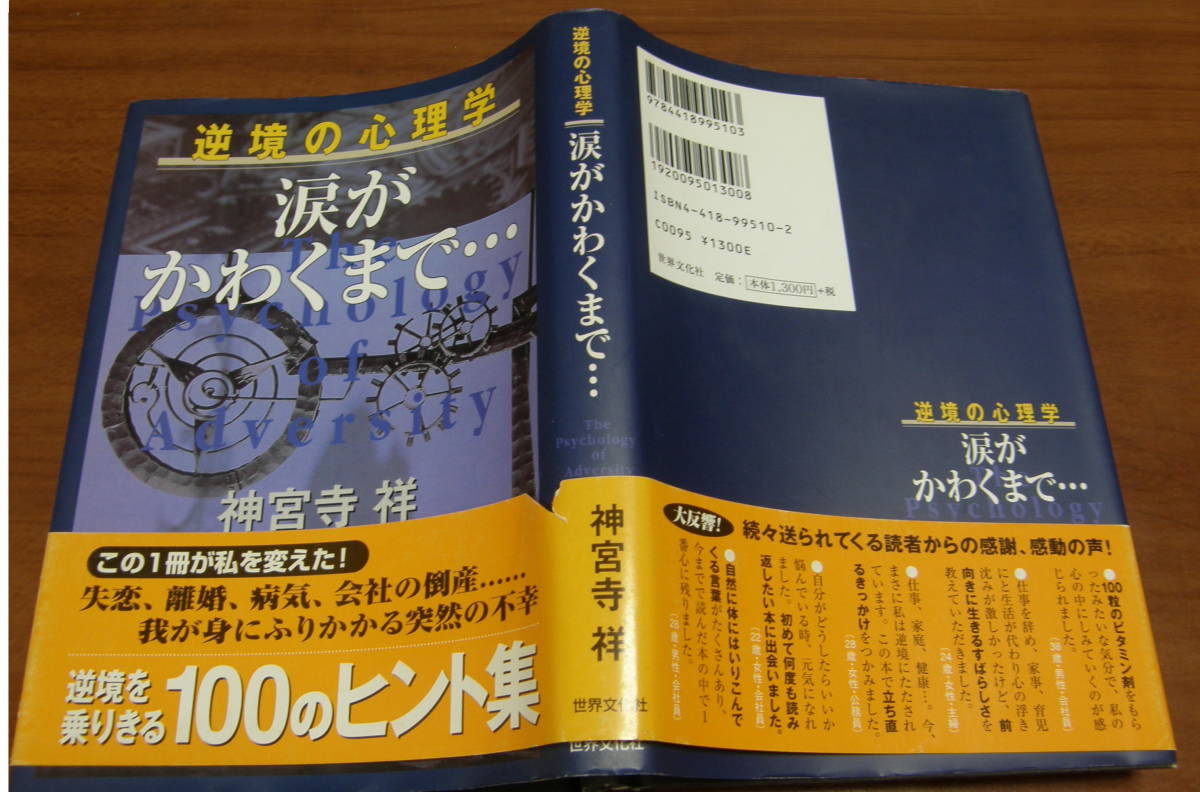 逆境の心理学
涙が
かわくまで…
The
Psychology
of
Adversity
神宮寺 祥
この1冊が私を変えた!
失恋、離婚、病気、会社の倒産……
我が身にふりかかる突然の不幸
逆境を
乗りきる
100のヒント集
逆境の心理学
涙がかわくまで…
The
Psychology
of
Adversity
神宮寺 祥
世界文化社
世界文化社
9784418995103
1920095013008
ISBN4-418-99510-2
C0095 ¥1300E
世界文化社 定価:本体1,300円+税
逆境の心理学
涙が
かわくまで…
Psychology
大反響!
続々送られてくる読者からの感謝、感動の声!
●100粒のビタミン剤をもら
ったみたいな気分で、私の
心の中にしみていくのが感
じられました。
(38歳・男性・会社員)
●仕事を辞め、家事、育児
にと生活が代わり心の浮き
沈みが激しかったけど、前
向きに生きるすばらしさを
教えていただきました。
(24歳・女性・主婦)
●仕事、家庭、健康…。今、
まさに私は逆境にたたされ
ています。この本で立ち直
るきっかけをつかみました。
(28歳・女性・公務員)
●自分がどうしたらいいか
悩んでいる時、元気になれ
ました。初めて何度も読み
返したい本に出会いました。
(22歳・女性・会社員)
●自然に体にはいりこんで
くる言葉がたくさんあり、
今までで読んだ本の中で1
番心に残りました。
(25歳・男性・会社員)